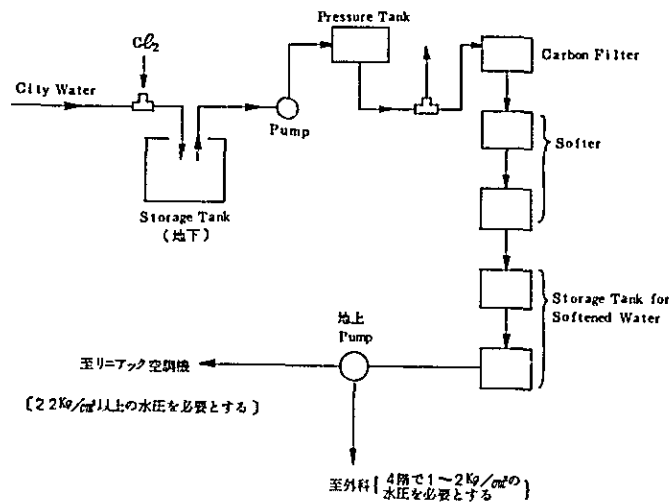 Pressure Tank
Cl₂
Carbon Filter
City Water
Pump
Softer
Storage Tank
(地下)
Storage Tank for
Softened Water
地上
Pump
至リニアック空調機
〔2.2Kg/cm²以上の水圧を必要とする〕
至外科{4階で1〜2Kg/cm²の
水圧を必要とする}